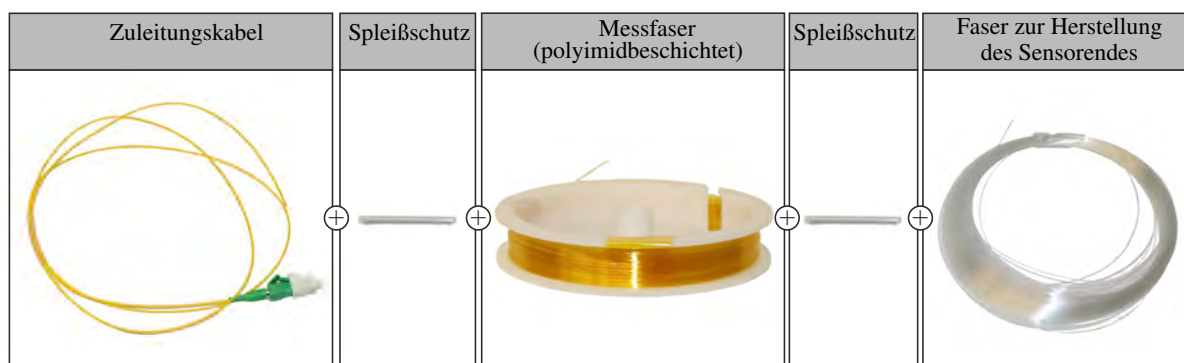 Zuleitungskabel
Spleißschutz
Messfaser
(polyimidbeschichtet)
Spleißschutz
Faser zur Herstellung
des Sensorendes